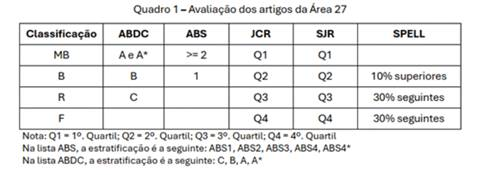 Quadro 1 – Avaliação dos artigos da Área 27
Classificação ABDC ABS JCR SJR SPELL
MB A e A* >= 2 Q1 Q1
B B 1 Q2 Q2 10% superiores
R C Q3 Q3 30% seguintes
F Q4 Q4 30% seguintes
Nota: Q1 = 1º. Quartil; Q2 = 2º. Quartil; Q3 = 3º. Quartil; Q4 = 4º. Quartil
Na lista ABS, a estratificação é a seguinte: ABS1, ABS2, ABS3, ABS4, ABS4*
Na lista ABDC, a estratificação é a seguinte: C, B, A, A*